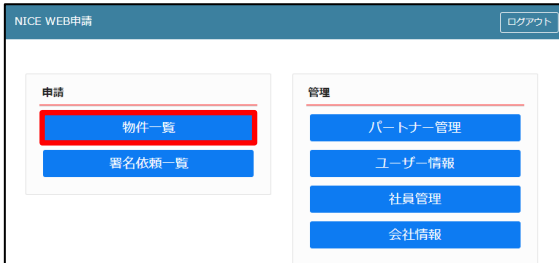 NICE WEB申請
ログアウト
申請
物件一覧
署名依頼一覧
管理
パートナー管理
ユーザー情報
社員管理
会社情報